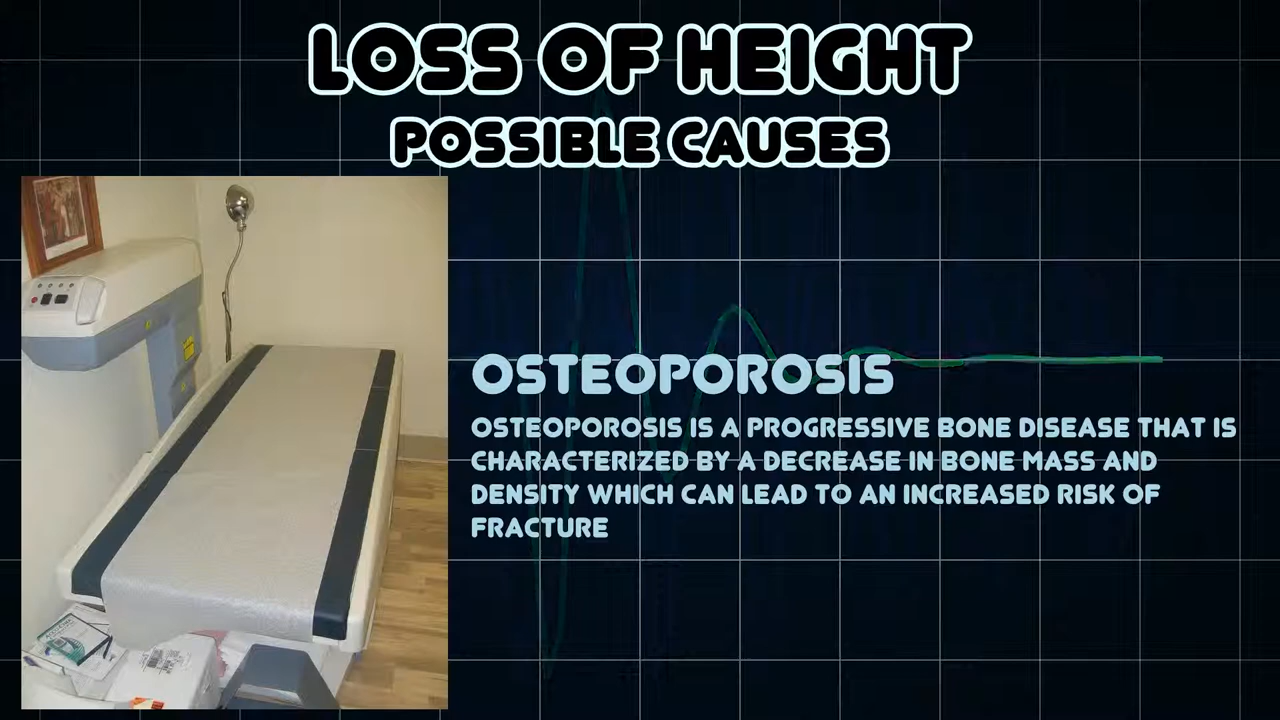 LOSS OF HEIGHT
POSSIBLE CAUSES
OSTEOPOROSIS
OSTEOPOROSIS IS A PROGRESSIVE BONE DISEASE THAT IS
CHARACTERIZED BY A DECREASE IN BONE MASS AND
DENSITY WHICH CAN LEAD TO AN INCREASED RISK OF
FRACTURE